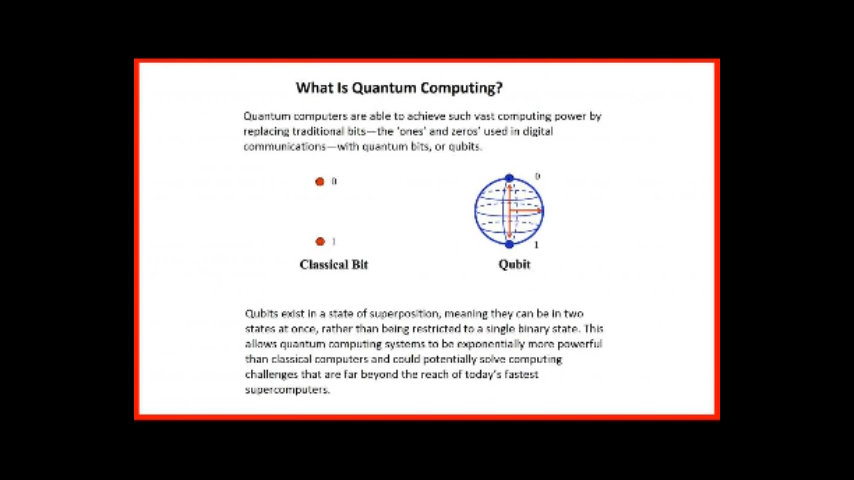 What Is Quantum Computing?
Quantum computers are able to achieve such vast computing power by
replacing traditional bits—the 'ones' and zeros' used in digital
communications—with quantum bits, or qubits.
0
0
1
1
Classical Bit
Qubit
Qubits exist in a state of superposition, meaning they can be in two
states at once, rather than being restricted to a single binary state. This
allows quantum computing systems to be exponentially more powerful
than classical computers and could potentially solve computing
challenges that are far beyond the reach of today's fastest
supercomputers.